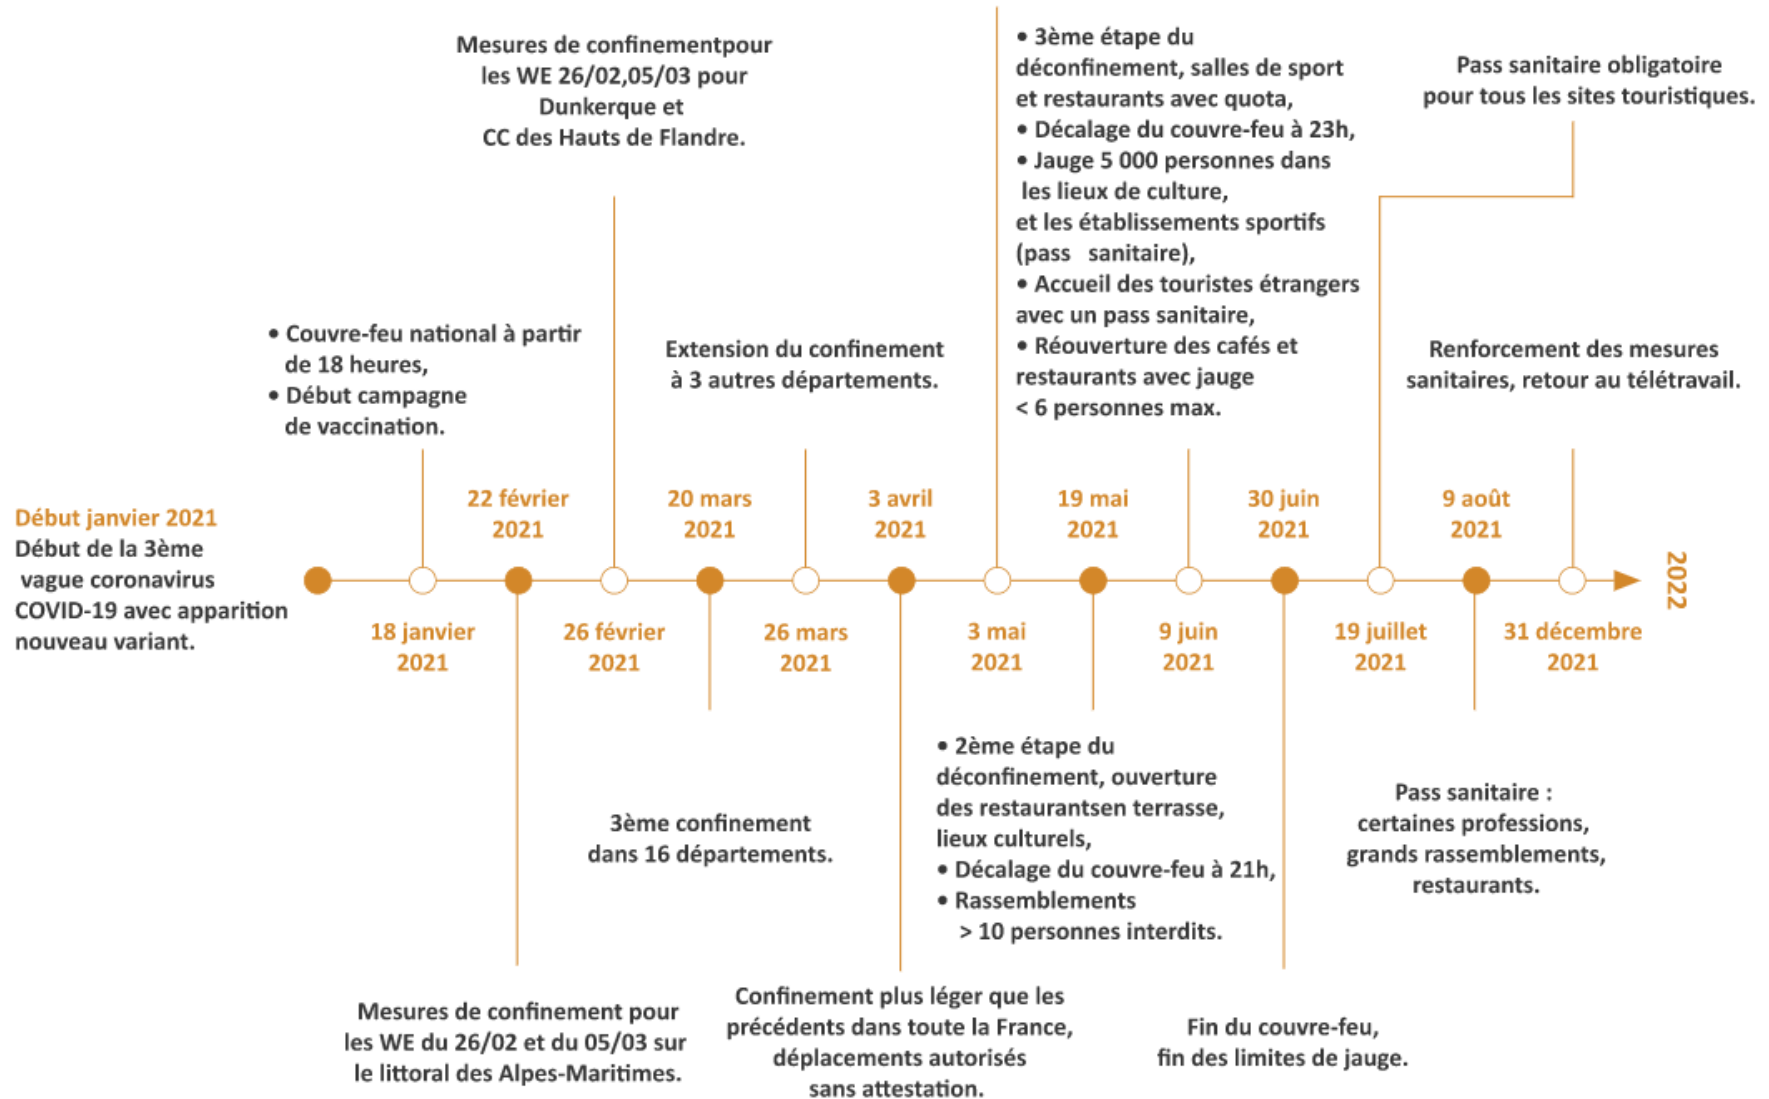 Début janvier 2021
Début de la 3ème
vague coronavirus
COVID-19 avec apparition
nouveau variant.
• Couvre-feu national à partir
de 18 heures,
• Début campagne
de vaccination.
18 janvier
2021
22 février
2021
Mesures de confinement pour
les WE du 26/02 et du 05/03 sur
le littoral des Alpes-Maritimes.
Mesures de confinementpour
les WE 26/02,05/03 pour
Dunkerque et
CC des Hauts de Flandre.
26 février
2021
20 mars
2021
3ème confinement
dans 16 départements.
Extension du confinement
à 3 autres départements.
26 mars
2021
3 avril
2021
Confinement plus léger que les
précédents dans toute la France,
déplacements autorisés
sans attestation.
3 mai
2021
19 mai
2021
• 2ème étape du
déconfinement, ouverture
des restaurantsen terrasse,
lieux culturels,
• Décalage du couvre-feu à 21h,
• Rassemblements
> 10 personnes interdits.
• 3ème étape du
déconfinement, salles de sport
et restaurants avec quota,
• Décalage du couvre-feu à 23h,
• Jauge 5 000 personnes dans
les lieux de culture,
et les établissements sportifs
(pass sanitaire),
• Accueil des touristes étrangers
avec un pass sanitaire,
• Réouverture des cafés et
restaurants avec jauge
< 6 personnes max.
9 juin
2021
30 juin
2021
Fin du couvre-feu,
fin des limites de jauge.
Pass sanitaire obligatoire
pour tous les sites touristiques.
19 juillet
2021
9 août
2021
Pass sanitaire :
certaines professions,
grands rassemblements,
restaurants.
Renforcement des mesures
sanitaires, retour au télétravail.
31 décembre
2021
2022